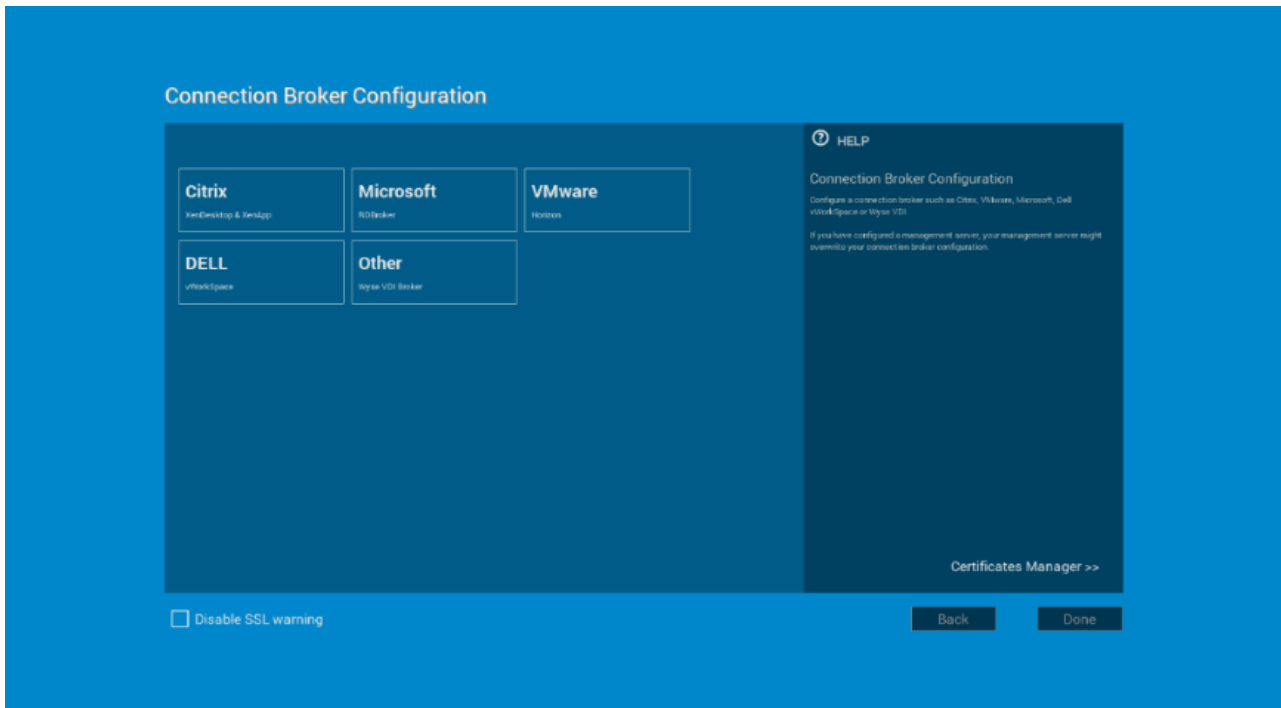 Connection Broker Configuration
Citrix
XenDesktop & XenApp
Microsoft
RD Broker
VMware
Horizon
DELL
vWorkSpace
Other
Wyse VDI Broker
HELP
Connection Broker Configuration
Configure a connection broker such as Citrix, VMware, Microsoft, Dell
vWorkSpace or Wyse VDI.
If you have configured a management server, your management server might
overwrite your connection broker configuration.
Certificates Manager >>
Disable SSL warning
Back
Done